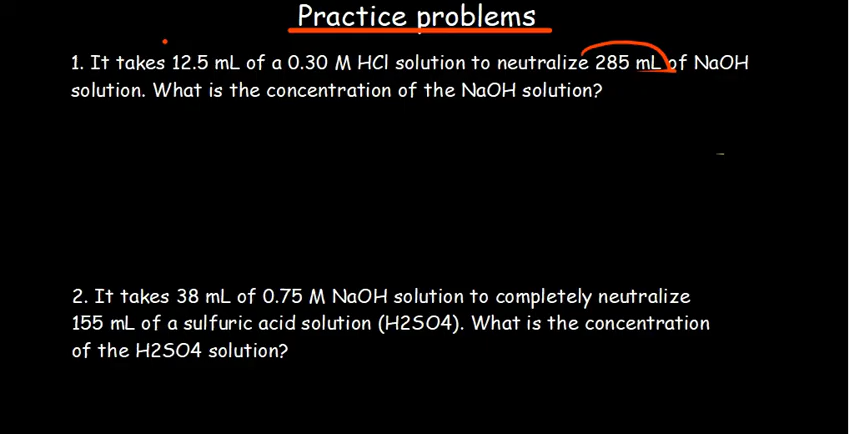 Practice problems
1. It takes 12.5 mL of a 0.30 M HCl solution to neutralize 285 mL of NaOH
solution. What is the concentration of the NaOH solution?
2. It takes 38 mL of 0.75 M NaOH solution to completely neutralize
155 mL of a sulfuric acid solution (H2SO4). What is the concentration
of the H2SO4 solution?